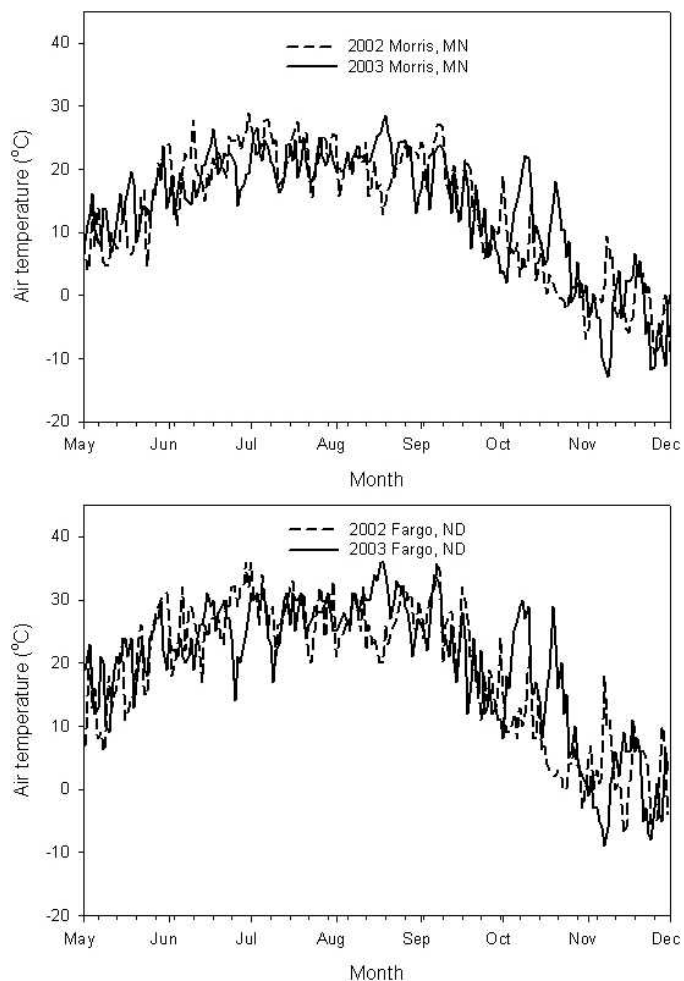 40
2002 Morris, MN
2003 Morris, MN
30
20
10
0
-10
-20
Air temperature (°C)
May Jun Jul Aug Sep Oct Nov Dec
Month
40
2002 Fargo, ND
2003 Fargo, ND
30
20
10
0
-10
-20
Air temperature (°C)
May Jun Jul Aug Sep Oct Nov Dec
Month